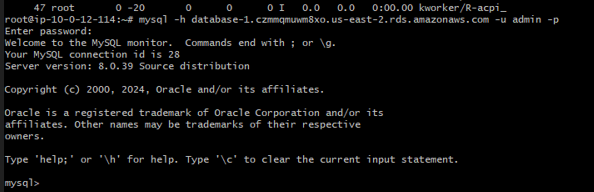 47 root 0 -20 0 0 0 I 0.0 0.0 0:00.00 kworker/R-acpi_
root@ip-10-0-12-114:~# mysql -h database-1.czmmqmuwm8xo.us-east-2.rds.amazonaws.com -u admin -p
Enter password:
Welcome to the MySQL monitor. Commands end with ; or \g.
Your MySQL connection id is 28
Server version: 8.0.39 Source distribution
Copyright (c) 2000, 2024, Oracle and/or its affiliates.
Oracle is a registered trademark of Oracle Corporation and/or its
affiliates. Other names may be trademarks of their respective
owners.
Type 'help;' or '\h' for help. Type '\c' to clear the current input statement.
mysql>